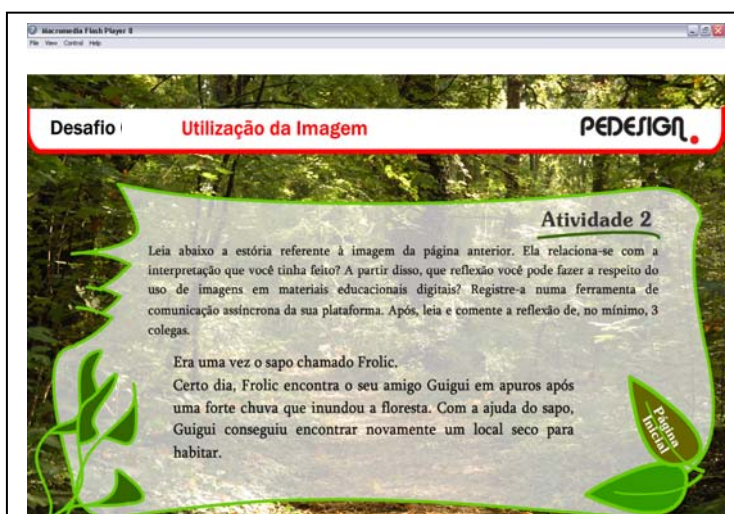 Macromedia Flash Player 8
File View Control Help
Desafio
Utilização da Imagem
PEDESIGN.
Atividade 2
Leia abaixo a estória referente à imagem da página anterior. Ela relaciona-se com a
interpretação que você tinha feito? A partir disso, que reflexão você pode fazer a respeito do
uso de imagens em materiais educacionais digitais? Registre-a numa ferramenta de
comunicação assíncrona da sua plataforma. Após, leia e comente a reflexão de, no mínimo, 3
colegas.
Era uma vez o sapo chamado Frolic.
Certo dia, Frolic encontra o seu amigo Guigui em apuros após
uma forte chuva que inundou a floresta. Com a ajuda do sapo,
Guigui conseguiu encontrar novamente um local seco para
habitar.
Página
Inicial